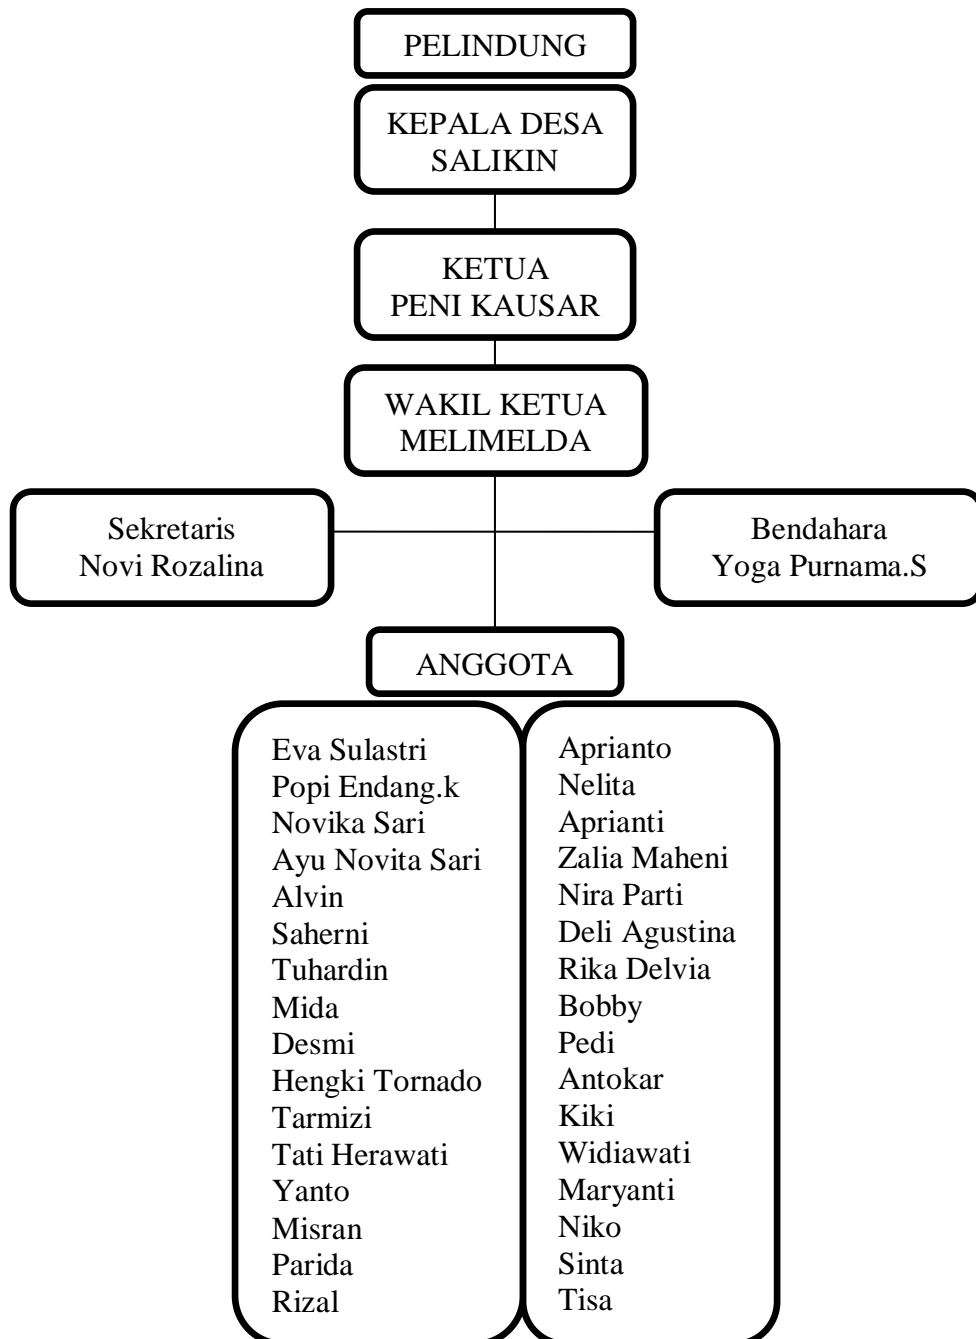 PELINDUNG
KEPALA DESA
SALIKIN
KETUA
PENI KAUSAR
WAKIL KETUA
MELIMELDA
Sekretaris
Novi Rozalina
Bendahara
Yoga Purnama.S
ANGGOTA
Eva Sulastri
Popi Endang.k
Novika Sari
Ayu Novita Sari
Alvin
Saherni
Tuhardin
Mida
Desmi
Hengki Tornado
Tarmizi
Tati Herawati
Yanto
Misran
Parida
Rizal
Aprianto
Nelita
Aprianti
Zalia Maheni
Nira Parti
Deli Agustina
Rika Delvia
Bobby
Pedi
Antokar
Kiki
Widiawati
Maryanti
Niko
Sinta
Tisa